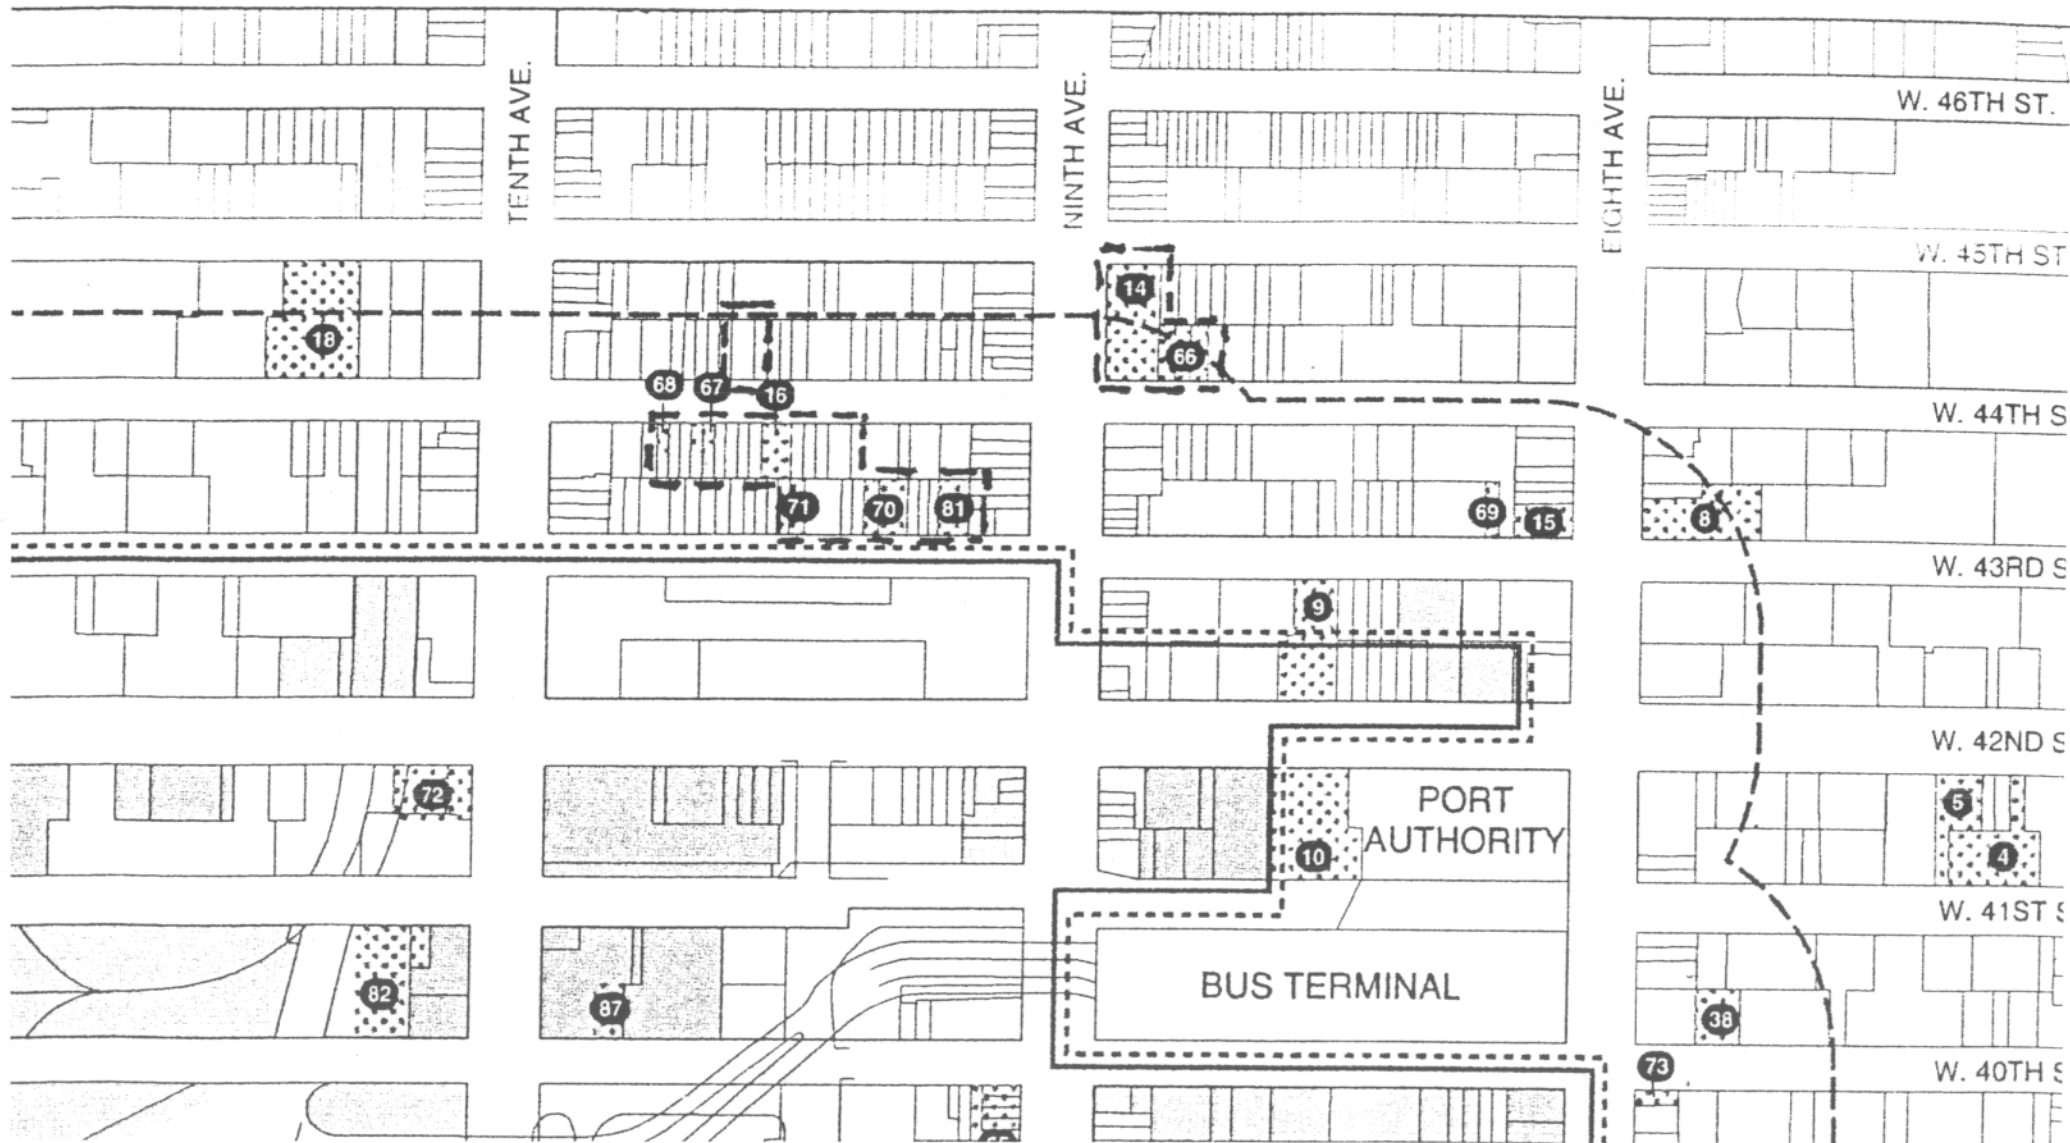 TENTH AVE.
NINTH AVE.
EIGHTH AVE.
W. 46TH ST.
W. 45TH ST
14
18
66
68
67
16
W. 44TH S
71
70
81
69
15
8
W. 43RD S
9
W. 42ND S
72
PORT
AUTHORITY
5
10
4
W. 41ST S
82
87
BUS TERMINAL
38
73
W. 40TH S